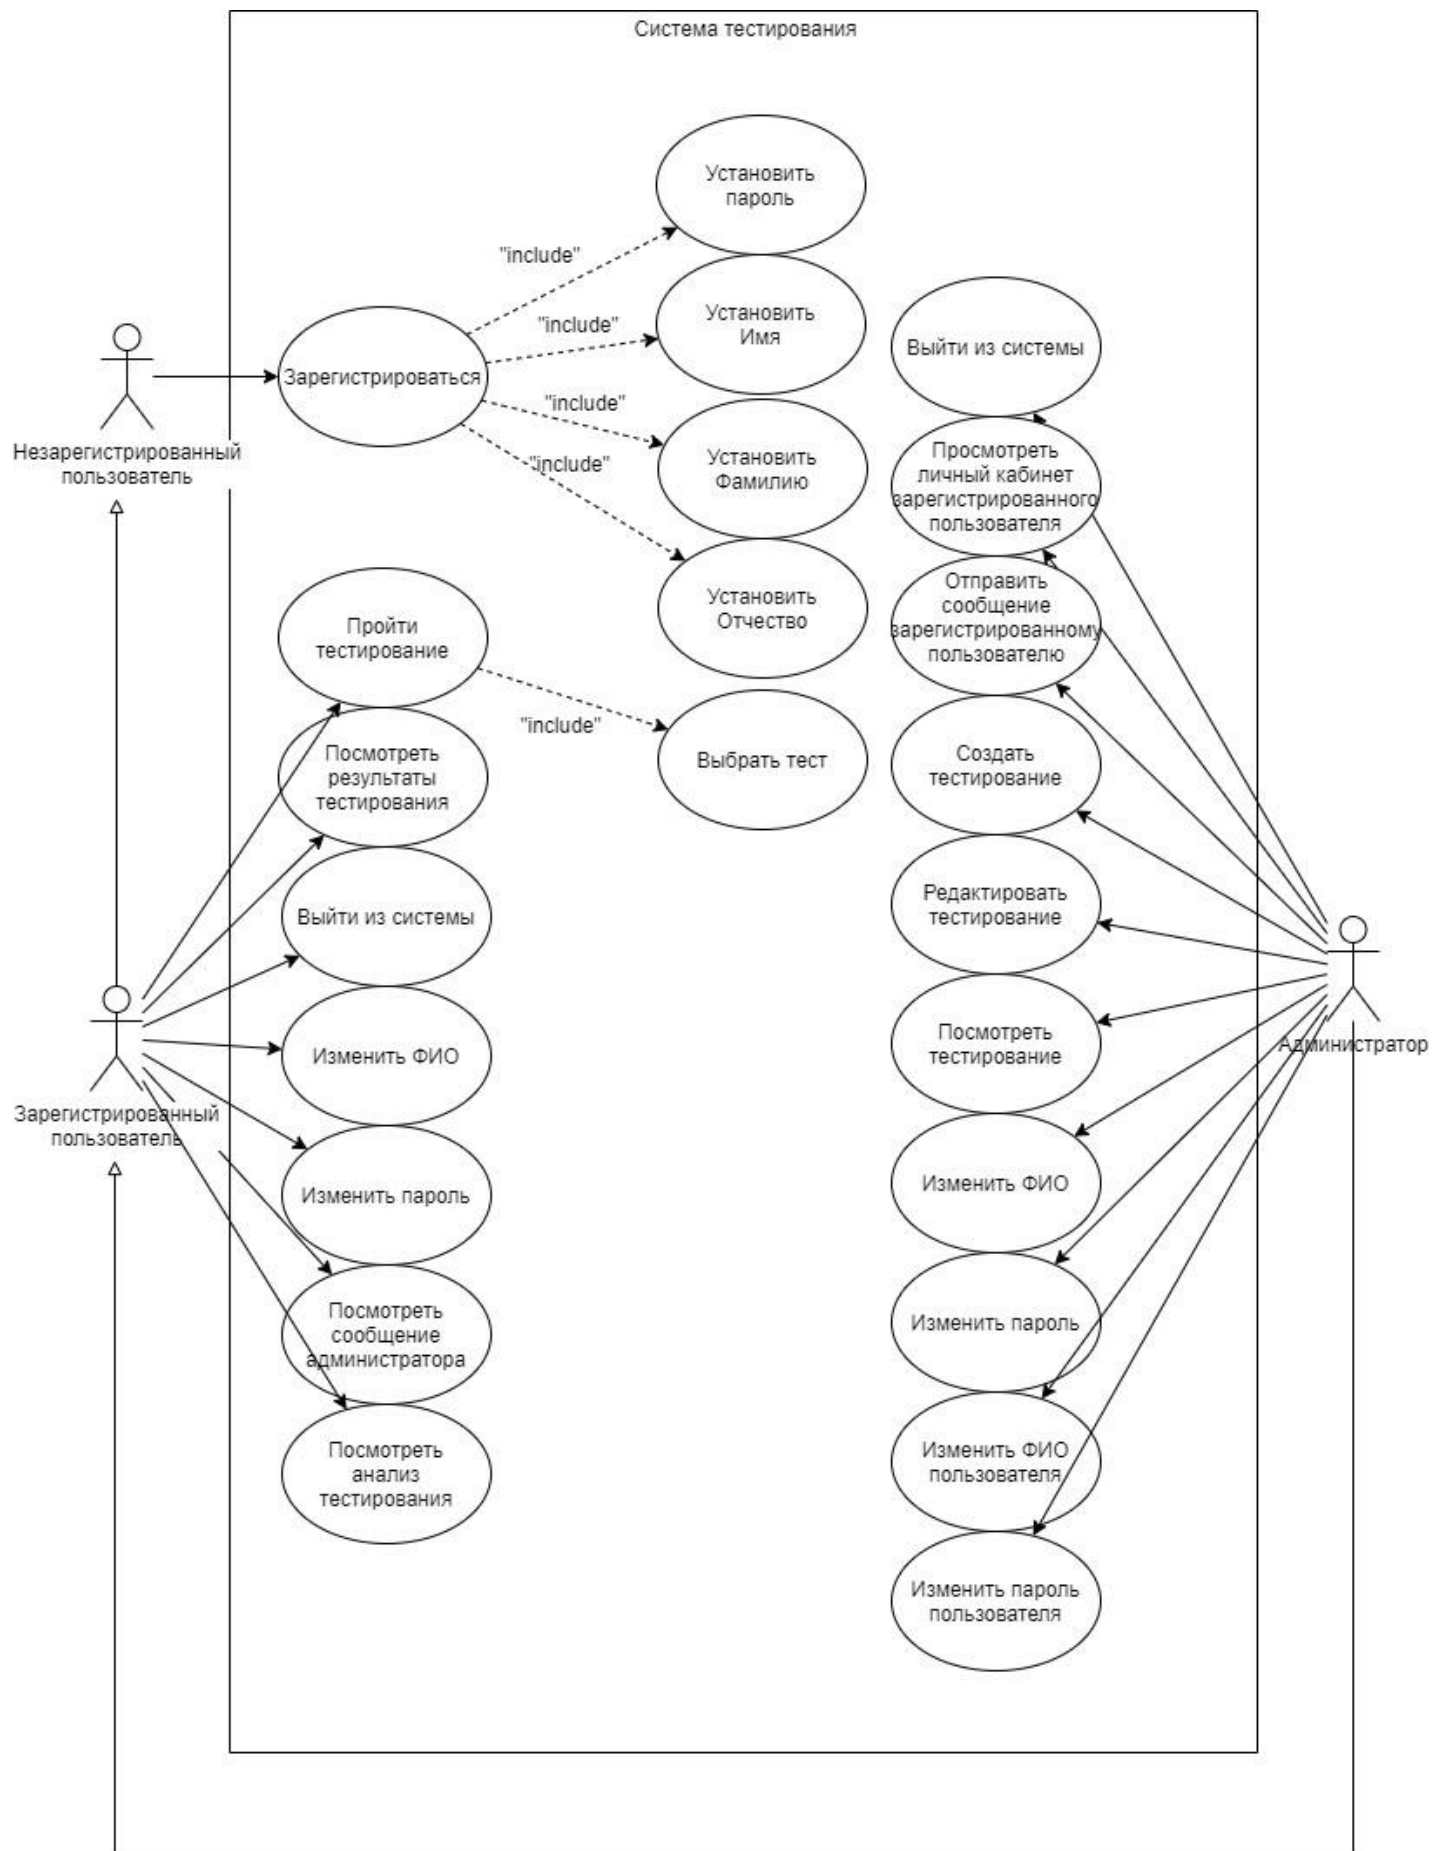 Система тестирования
Установить
пароль
"include"
Установить
Имя
"include"
Выйти из системы
Зарегистрироваться
"include"
Незарегистрированный
пользователь
Установить
Фамилию
"include"
Просмотреть
личный кабинет
зарегистрированного
пользователя
Установить
Отчество
Отправить
сообщение
зарегистрированному
пользователю
Пройти
тестирование
"include"
Выбрать тест
Посмотреть
результаты
тестирования
Создать
тестирование
Выйти из системы
Редактировать
тестирование
Изменить ФИО
Посмотреть
тестирование
Администратор
Зарегистрированный
пользователь
Изменить пароль
Изменить ФИО
Посмотреть
сообщение
администратора
Изменить пароль
Посмотреть
анализ
тестирования
Изменить ФИО
пользователя
Изменить пароль
пользователя